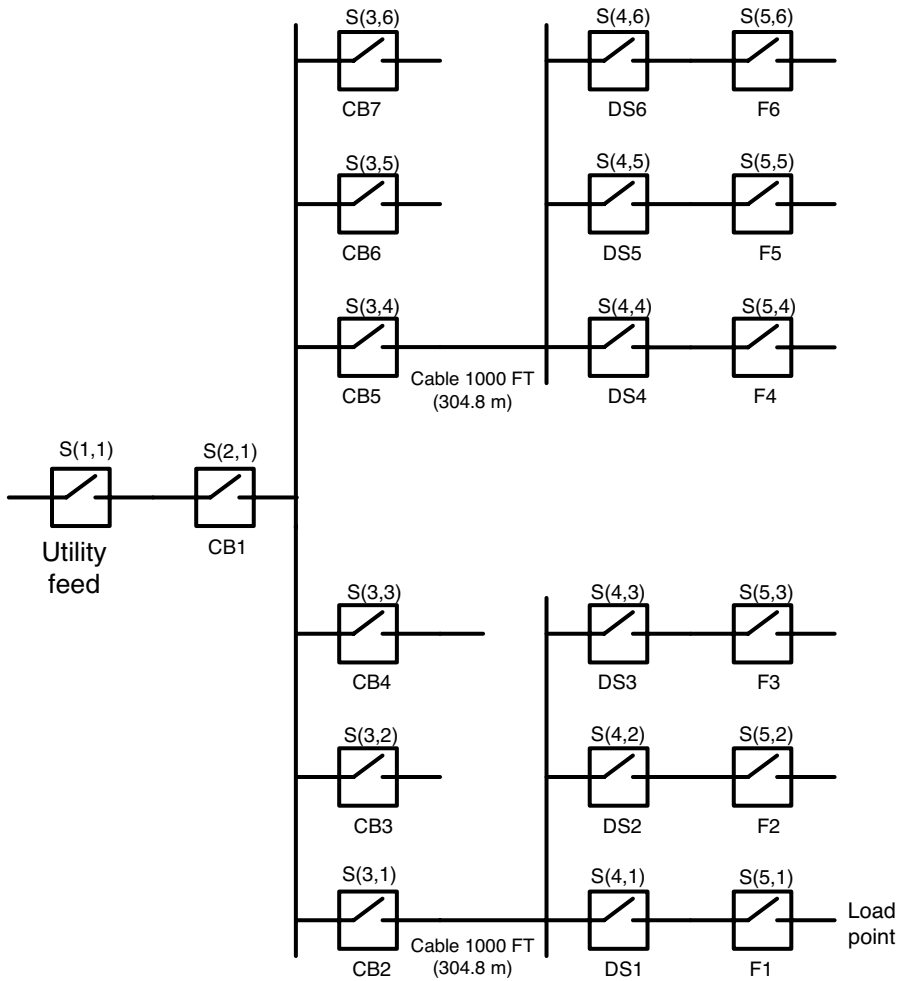 S(3,6)
S(4,6)
S(5,6)
CB7
DS6
F6
S(3,5)
S(4,5)
S(5,5)
CB6
DS5
F5
S(3,4)
S(4,4)
S(5,4)
Cable 1000 FT
(304.8 m)
CB5
DS4
F4
S(1,1)
S(2,1)
Utility
feed
CB1
S(3,3)
S(4,3)
S(5,3)
CB4
DS3
F3
S(3,2)
S(4,2)
S(5,2)
CB3
DS2
F2
S(3,1)
S(4,1)
S(5,1)
Load
point
Cable 1000 FT
(304.8 m)
CB2
DS1
F1